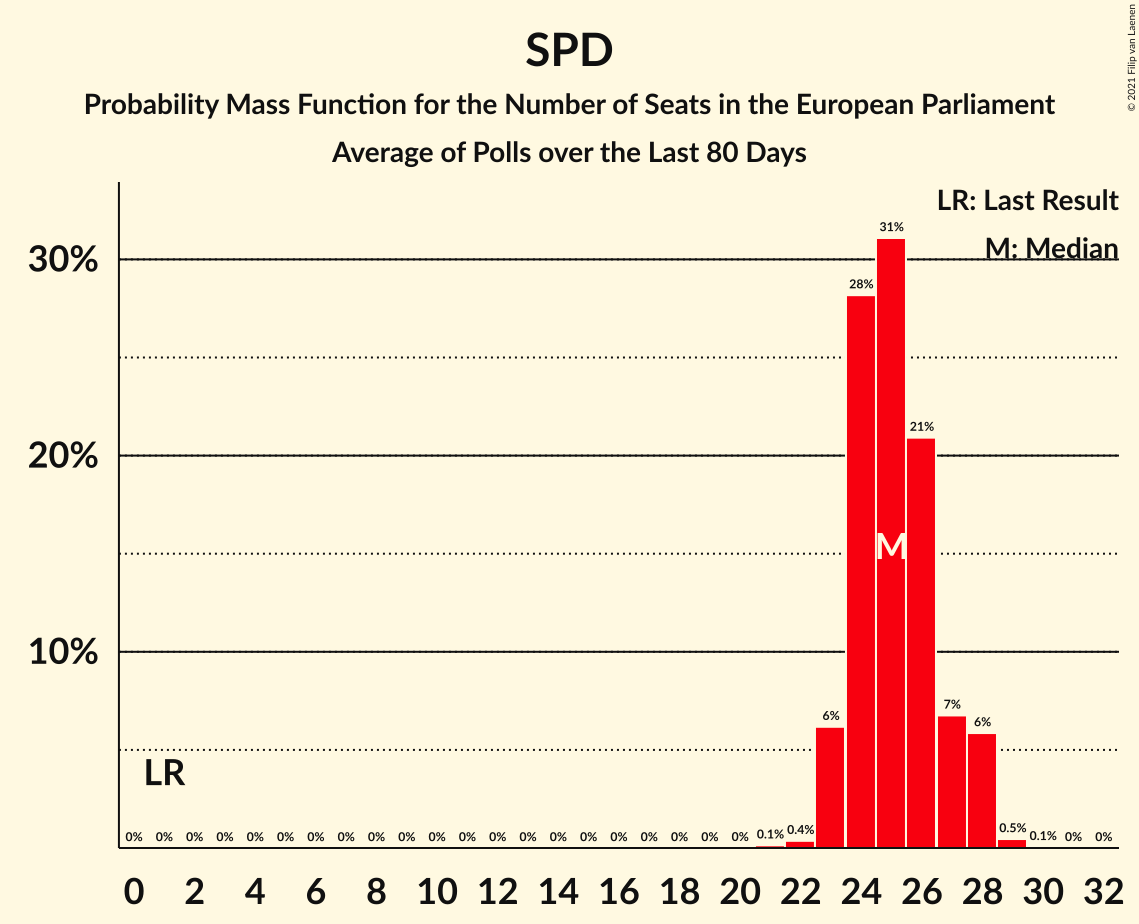 SPD
Probability Mass Function for the Number of Seats in the European Parliament
Average of Polls over the Last 80 Days
© 2021 Filip van Laenen
LR: Last Result
M: Median
30%
20%
10%
31%
28%
21%
M
6%
7%
6%
LR
0% 0% 0% 0% 0% 0% 0% 0% 0% 0% 0% 0% 0% 0% 0% 0% 0% 0% 0% 0% 0% 0.1% 0.4% 0.5% 0.1% 0% 0%
0 2 4 6 8 10 12 14 16 18 20 22 24 26 28 30 32